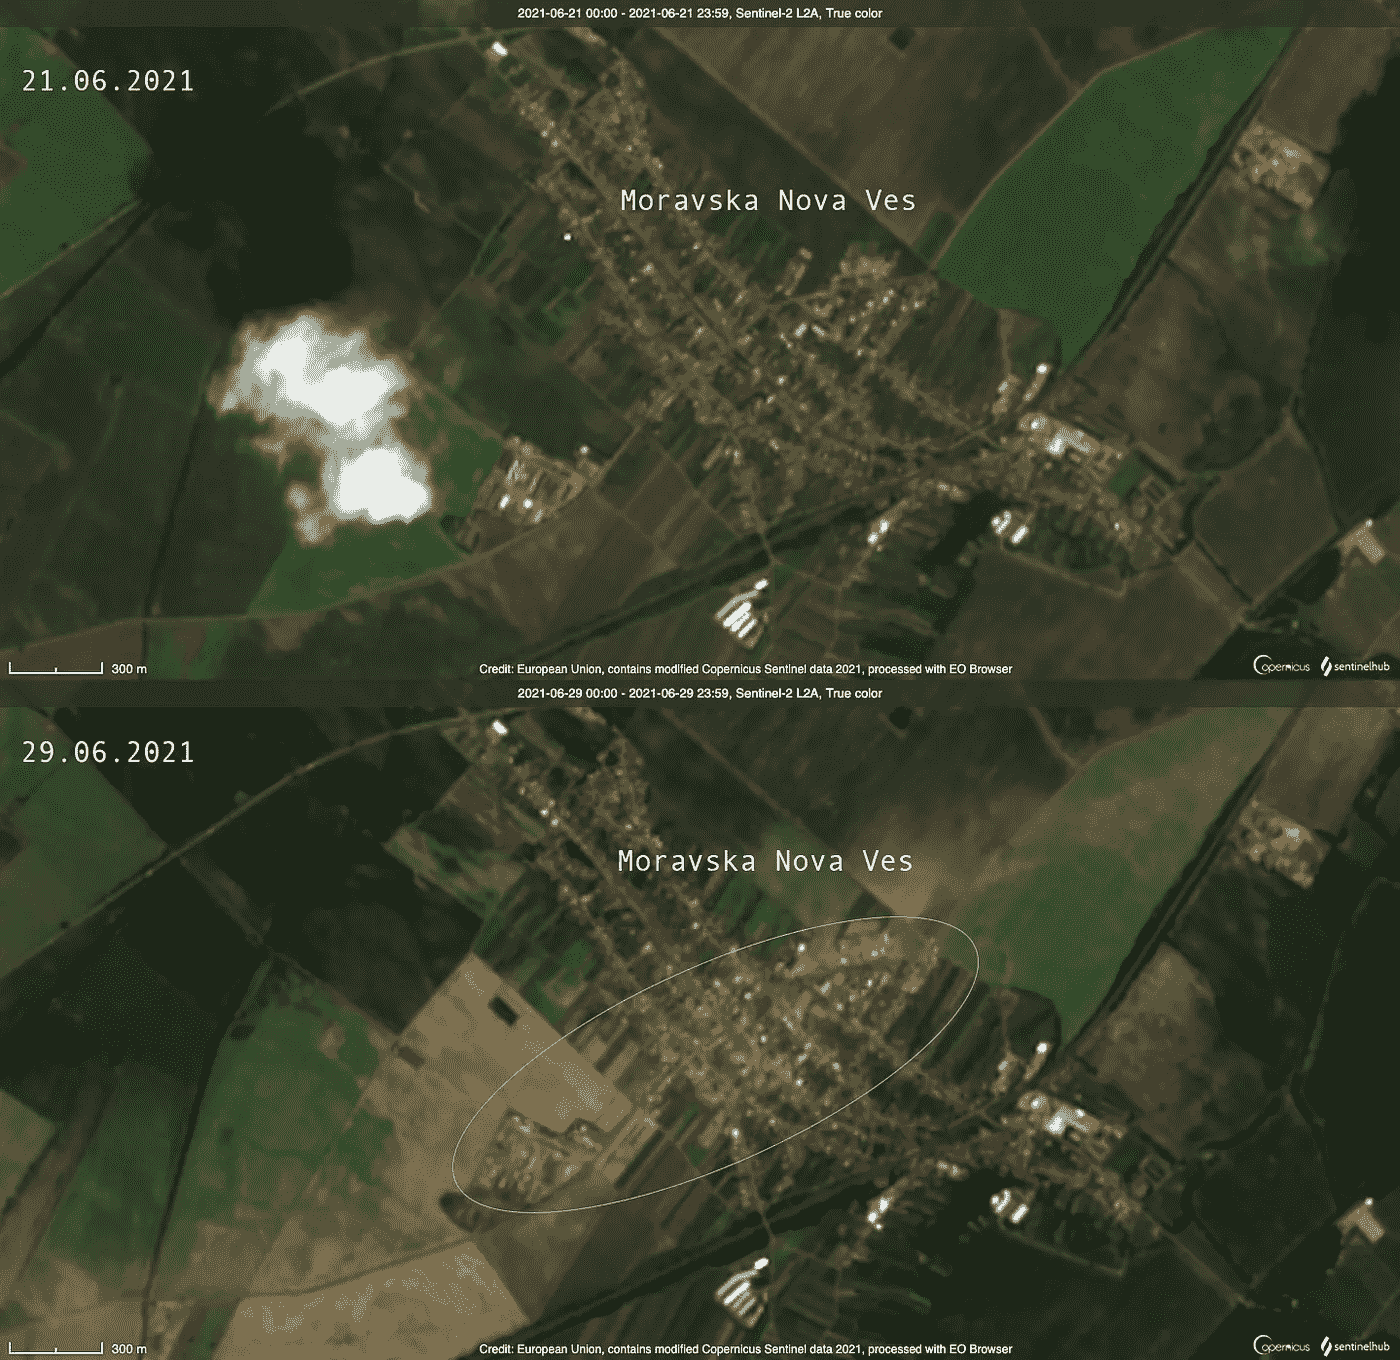 2021-06-21 00:00 - 2021-06-21 23:59, Sentinel-2 L2A, True color
21.06.2021
Moravska Nova Ves
300 m
Credit: European Union, contains modified Copernicus Sentinel data 2021, processed with EO Browser
Copernicus
sentinelhub
2021-06-29 00:00 - 2021-06-29 23:59, Sentinel-2 L2A, True color
29.06.2021
Moravska Nova Ves
300 m
Credit: European Union, contains modified Copernicus Sentinel data 2021, processed with EO Browser
Copernicus
sentinelhub